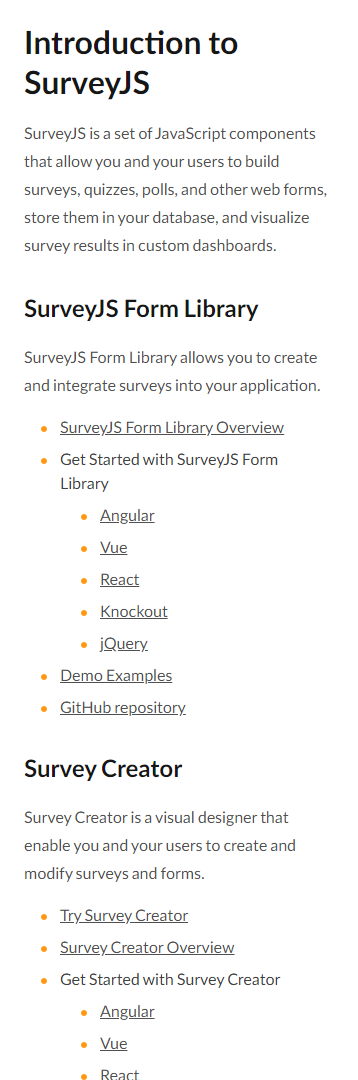 Introduction to
SurveyJS
SurveyJS is a set of JavaScript components
that allow you and your users to build
surveys, quizzes, polls, and other web forms,
store them in your database, and visualize
survey results in custom dashboards.
SurveyJS Form Library
SurveyJS Form Library allows you to create
and integrate surveys into your application.
SurveyJS Form Library Overview
Get Started with SurveyJS Form
Library
Angular
Vue
React
Knockout
jQuery
Demo Examples
GitHub repository
Survey Creator
Survey Creator is a visual designer that
enable you and your users to create and
modify surveys and forms.
Try Survey Creator
Survey Creator Overview
Get Started with Survey Creator
Angular
Vue
React